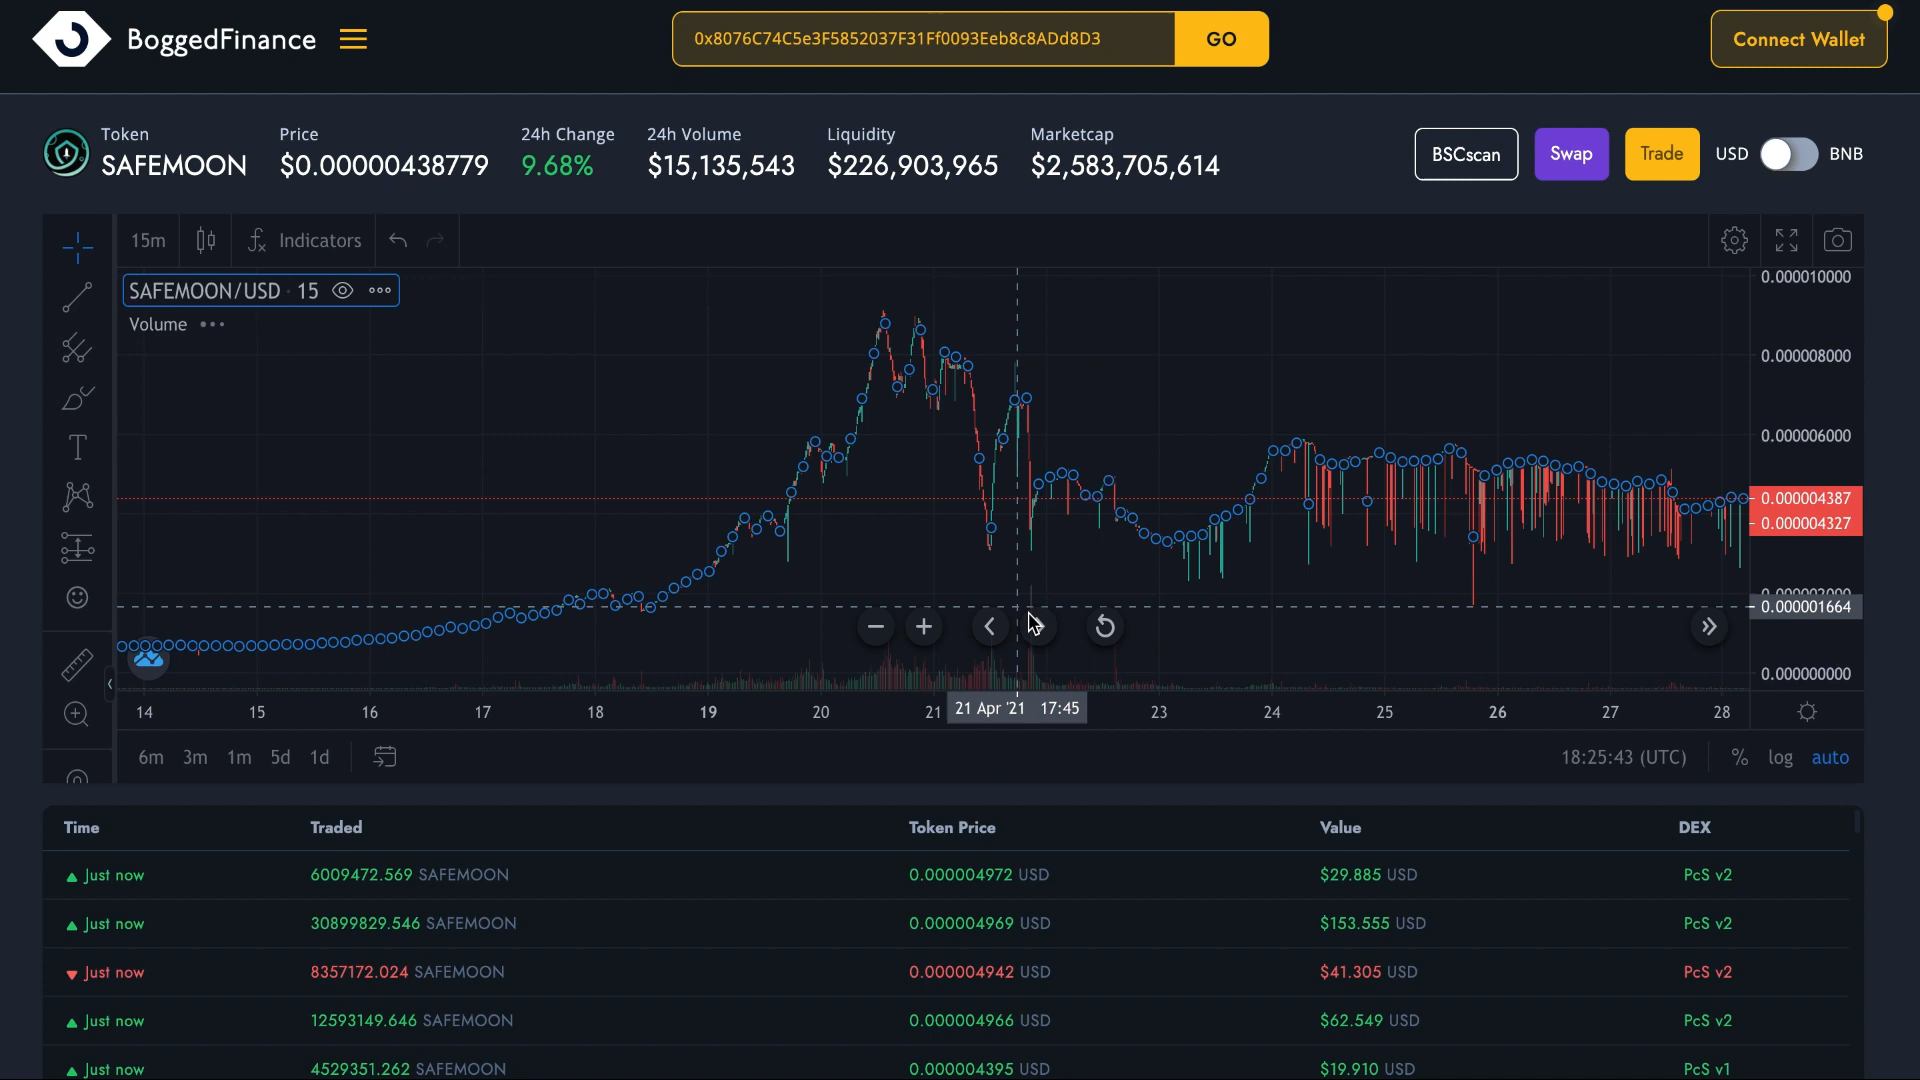 BoggedFinance
0x8076C74C5e3F5852037F31Ff0093Eeb8c8ADd8D3
GO
Connect Wallet
Token
SAFEMOON
Price
$0.00000438779
24h Change
9.68%
24h Volume
$15,135,543
Liquidity
$226,903,965
Marketcap
$2,583,705,614
BSCscan
Swap
Trade
USD
BNB
15m
Indicators
SAFEMOON/USD · 15
Volume
0.000010000
0.000008000
0.000006000
0.000004387
0.000004327
0.000001664
0.000000000
14 15 16 17 18 19 20 21 21 Apr '21 17:45 23 24 25 26 27 28
6m 3m 1m 5d 1d
18:25:43 (UTC) % log auto
Time Traded Token Price Value DEX
Just now 6009472.569 SAFEMOON 0.000004972 USD $29.885 USD PcS v2
Just now 30899829.546 SAFEMOON 0.000004969 USD $153.555 USD PcS v2
Just now 8357172.024 SAFEMOON 0.000004942 USD $41.305 USD PcS v2
Just now 12593149.646 SAFEMOON 0.000004966 USD $62.549 USD PcS v2
Just now 4529351.262 SAFEMOON 0.000004395 USD $19.910 USD PcS v1